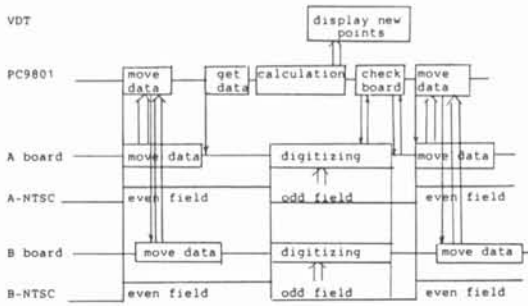 VDT
display new
points
PC9801
move
data
get
data
calculation
check
board
move
data
A board
move data
digitizing
move data
A-NTSC
even field
odd field
even field
B board
move data
digitizing
move data
B-NTSC
even field
odd field
even field